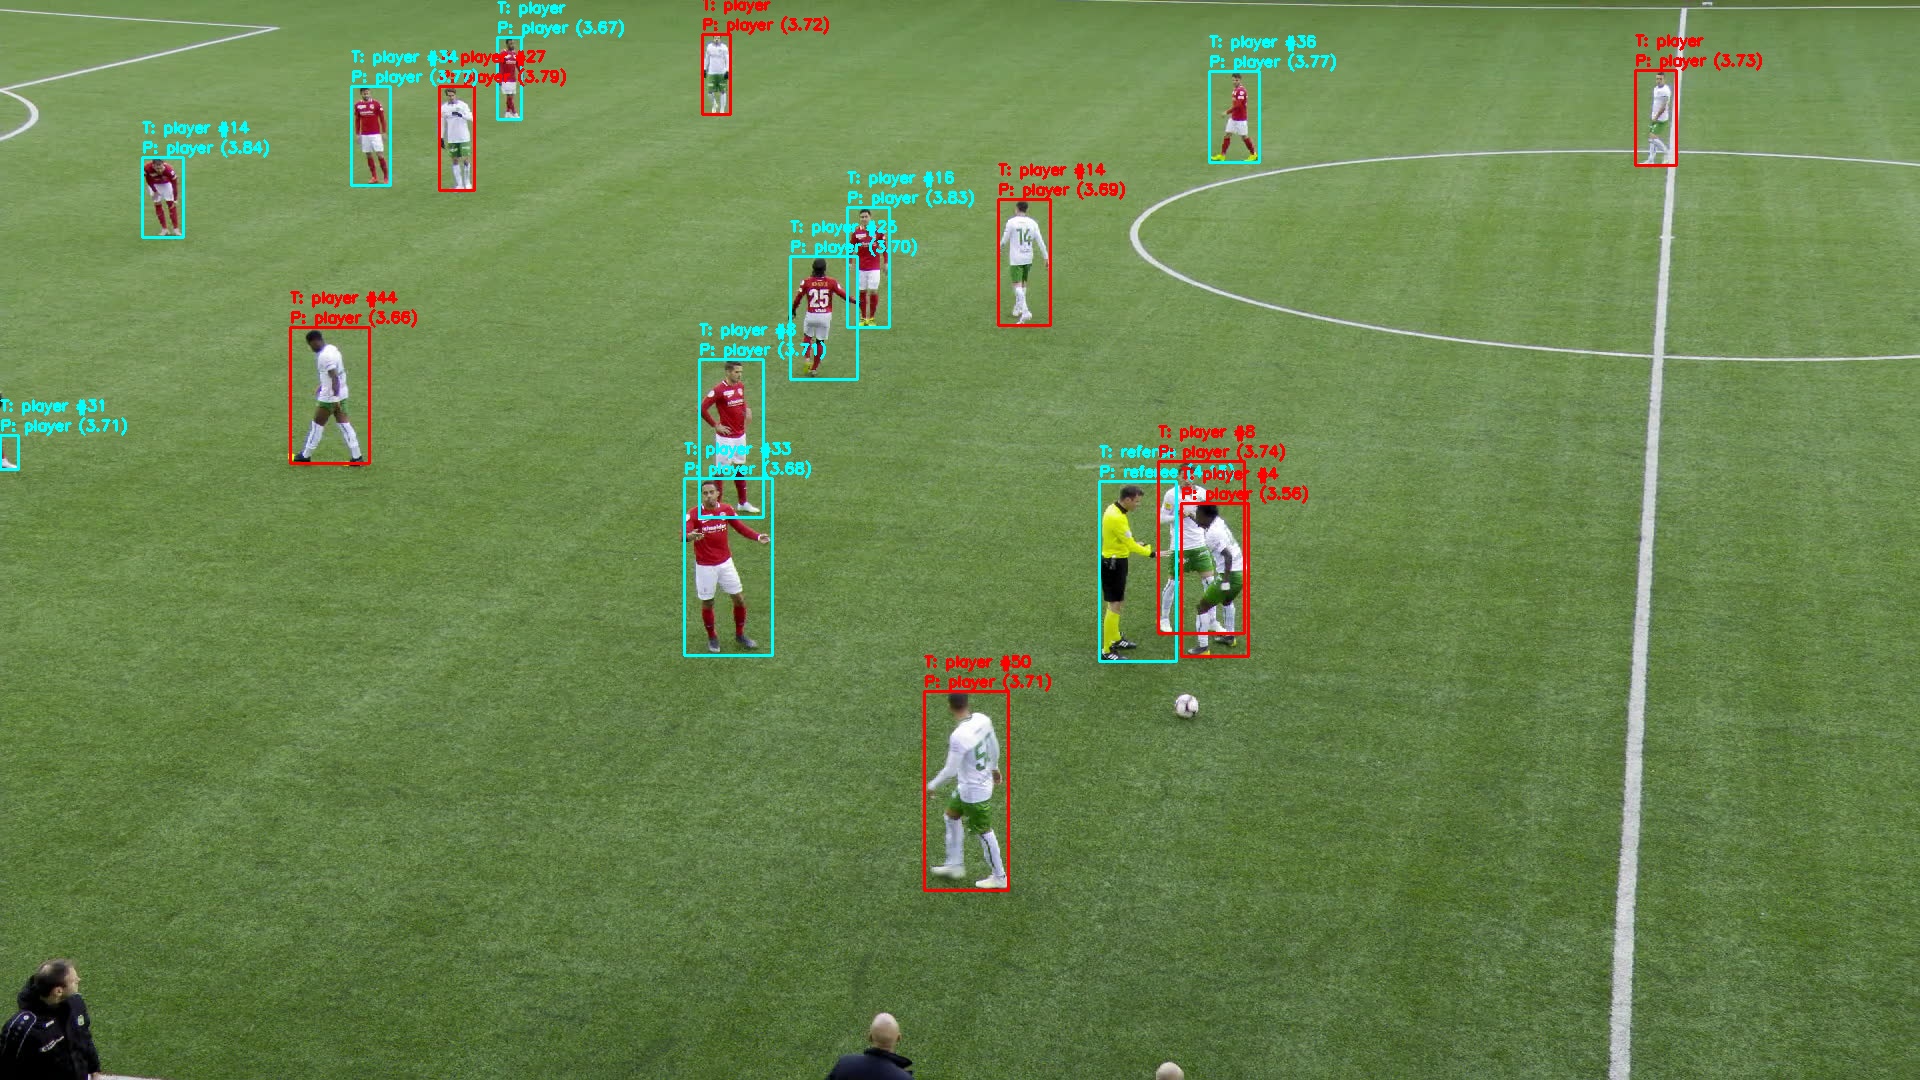 T: player
P: player (3.67)
T: player
P: player (3.72)
T: player #36
P: player (3.77)
T: player
P: player (3.73)
T: player #34
P: player (3.77)
T: player #27
P: player (3.79)
T: player #14
P: player (3.84)
T: player #16
P: player (3.83)
T: player #14
P: player (3.69)
14
T: player #25
P: player (3.70)
25
T: player #44
P: player (3.66)
T: player #8
P: player (3.71)
T: player #31
P: player (3.71)
T: player #33
P: player (3.68)
T: player #8
P: player (3.74)
T: referee
P: referee
T: player #4
P: player (3.56)
T: player #50
P: player (3.71)